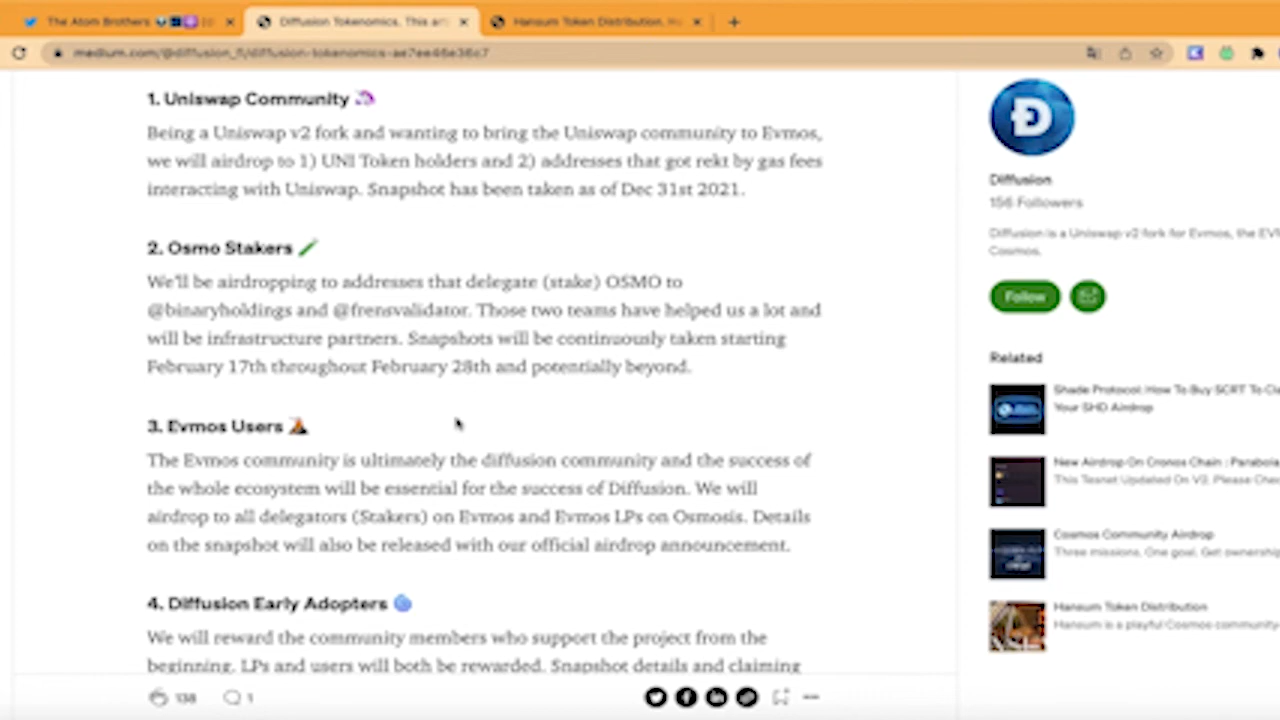 The Atom Brothers
Diffusion Tokenomics. This ar
Hansum Token Distribution.
medium.com/@diffusion_fi/diffusion-tokenomics-ae7ee46e36c7
1. Uniswap Community
Being a Uniswap v2 fork and wanting to bring the Uniswap community to Evmos,
we will airdrop to 1) UNI Token holders and 2) addresses that got rekt by gas fees
interacting with Uniswap. Snapshot has been taken as of Dec 31st 2021.
2. Osmo Stakers
We'll be airdropping to addresses that delegate (stake) OSMO to
@binaryholdings and @frensvalidator. Those two teams have helped us a lot and
will be infrastructure partners. Snapshots will be continuously taken starting
February 17th throughout February 28th and potentially beyond.
3. Evmos Users
The Evmos community is ultimately the diffusion community and the success of
the whole ecosystem will be essential for the success of Diffusion. We will
airdrop to all delegators (Stakers) on Evmos and Evmos LPs on Osmosis. Details
on the snapshot will also be released with our official airdrop announcement.
4. Diffusion Early Adopters
We will reward the community members who support the project from the
beginning. LPs and users will both be rewarded. Snapshot details and claiming
138
1
Diffusion
156 Followers
Diffusion is a Uniswap v2 fork for Evmos, the EV
Cosmos.
Follow
Related
Shade Protocol: How To Buy SCRT To Cl
Your SHD Airdrop
New Airdrop On Cronos Chain : Parabola
This Tesnet Updated On V2, Please Chec
Cosmos Community Airdrop
Three missions, One goal, Get ownership
Hansum Token Distribution
Hansum is a playful Cosmos community-